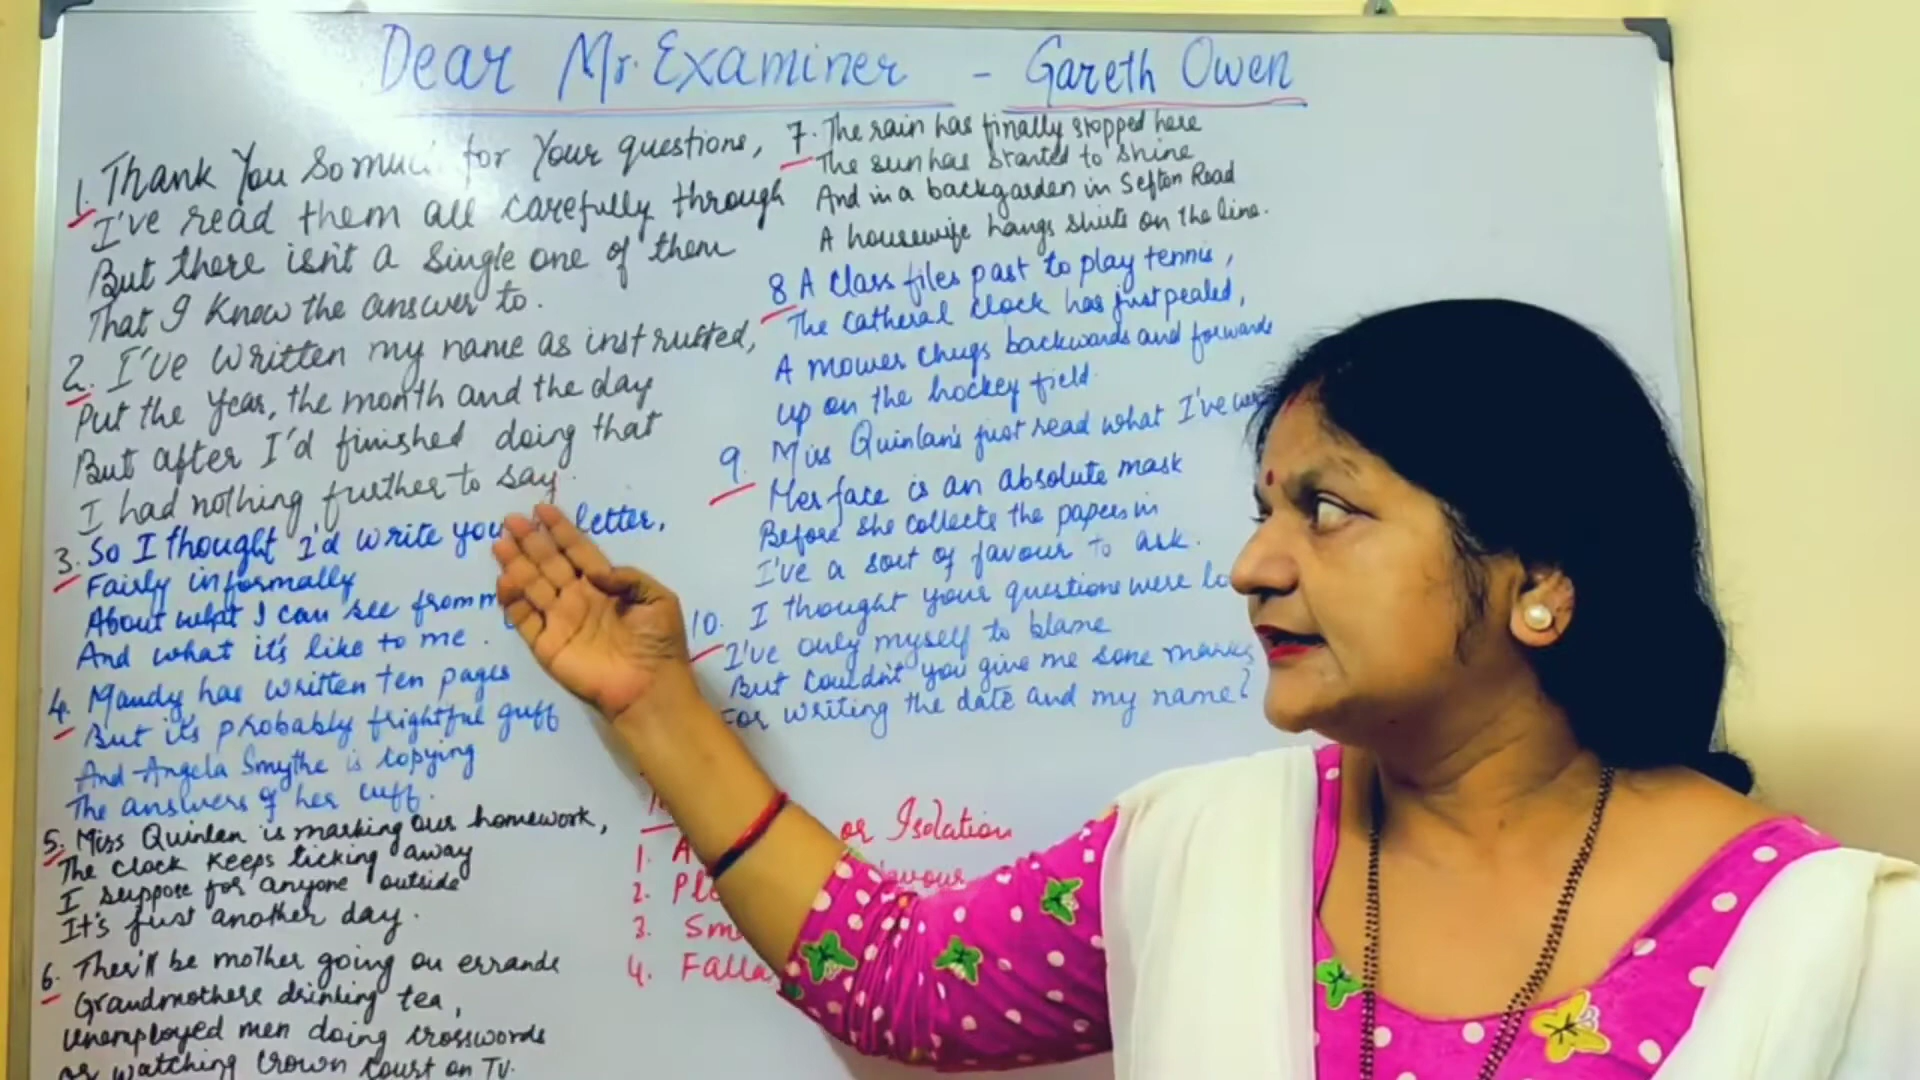 Dear Mr. Examiner - Gareth Owen
1. Thank You So much for Your questions,
I've read them all carefully through
But there isn't a single one of them
That I know the answer to.
2. I've written my name as instructed,
Put the Year, the month and the day
But after I'd finished doing that
I had nothing further to say.
3. So I thought I'd write you letter,
Fairly informally
About what I can see from
And what it's like to me.
4. Mandy has written ten pages
But it's probably frightful guff
And Angela Smythe is copying
The answers of her cuff.
5. Miss Quinlan is marking our homework,
The clock keeps ticking away
I suppose for anyone outside
It's just another day.
6. Ther'll be mother going on errands
Grandmothers drinking tea,
Unemployed men doing crosswords
or watching Crown Court on TV.
7. The rain has finally stopped here
The sun has started to shine
And in a backgarden in Sefton Road
A housewife hangs shirts on the line.
8 A class files past to play tennis,
The catheral clock has just pealed,
A mower chugs backwards and forwards
up on the hockey field.
9. Miss Quinlan's just read what I've
Her face is an absolute mask
Before she collects the papers in
I've a sort of favour to ask.
10. I thought your questions were
I've only myself to blame
But couldn't you give me some marks
For writing the date and my name?
or Isolation
1. A
2. favour
3.
4.